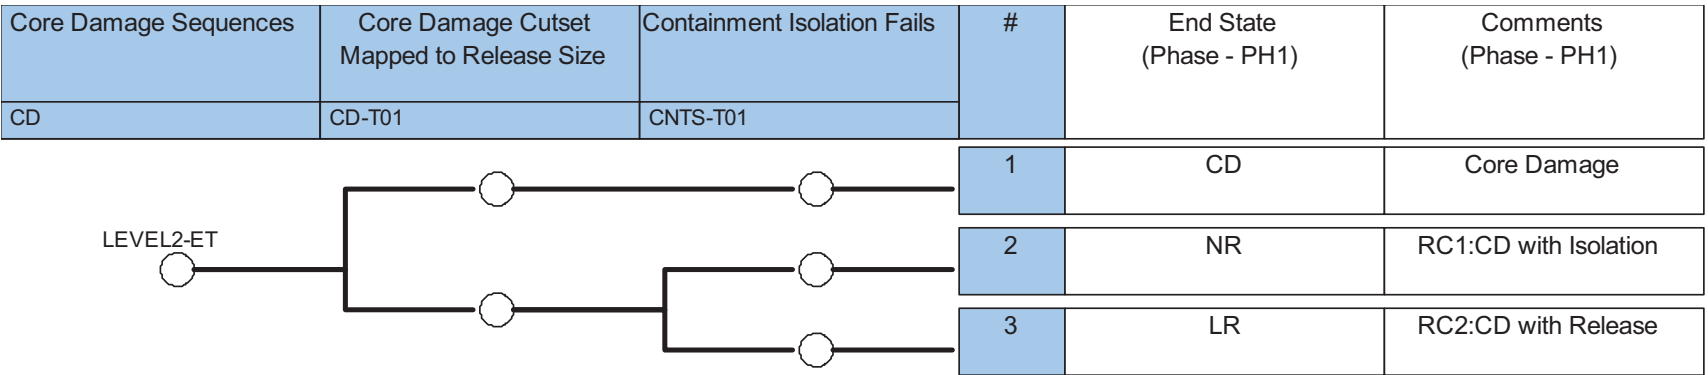 Core Damage Sequences
Core Damage Cutset
Mapped to Release Size
Containment Isolation Fails
#
End State
(Phase - PH1)
Comments
(Phase - PH1)
CD
CD-T01
CNTS-T01
1
CD
Core Damage
LEVEL2-ET
2
NR
RC1:CD with Isolation
3
LR
RC2:CD with Release